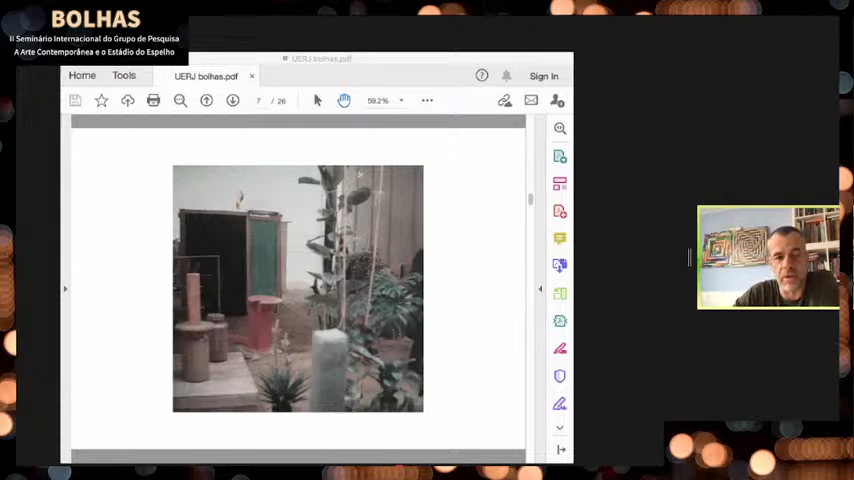 BOLHAS
II Seminário Internacional do Grupo de Pesquisa
A Arte Contemporânea e o Estádio do Espelho
UERJ bolhas.pdf
Home
Tools
UERJ bolhas.pdf
×
Sign In
7 / 26
59.2%